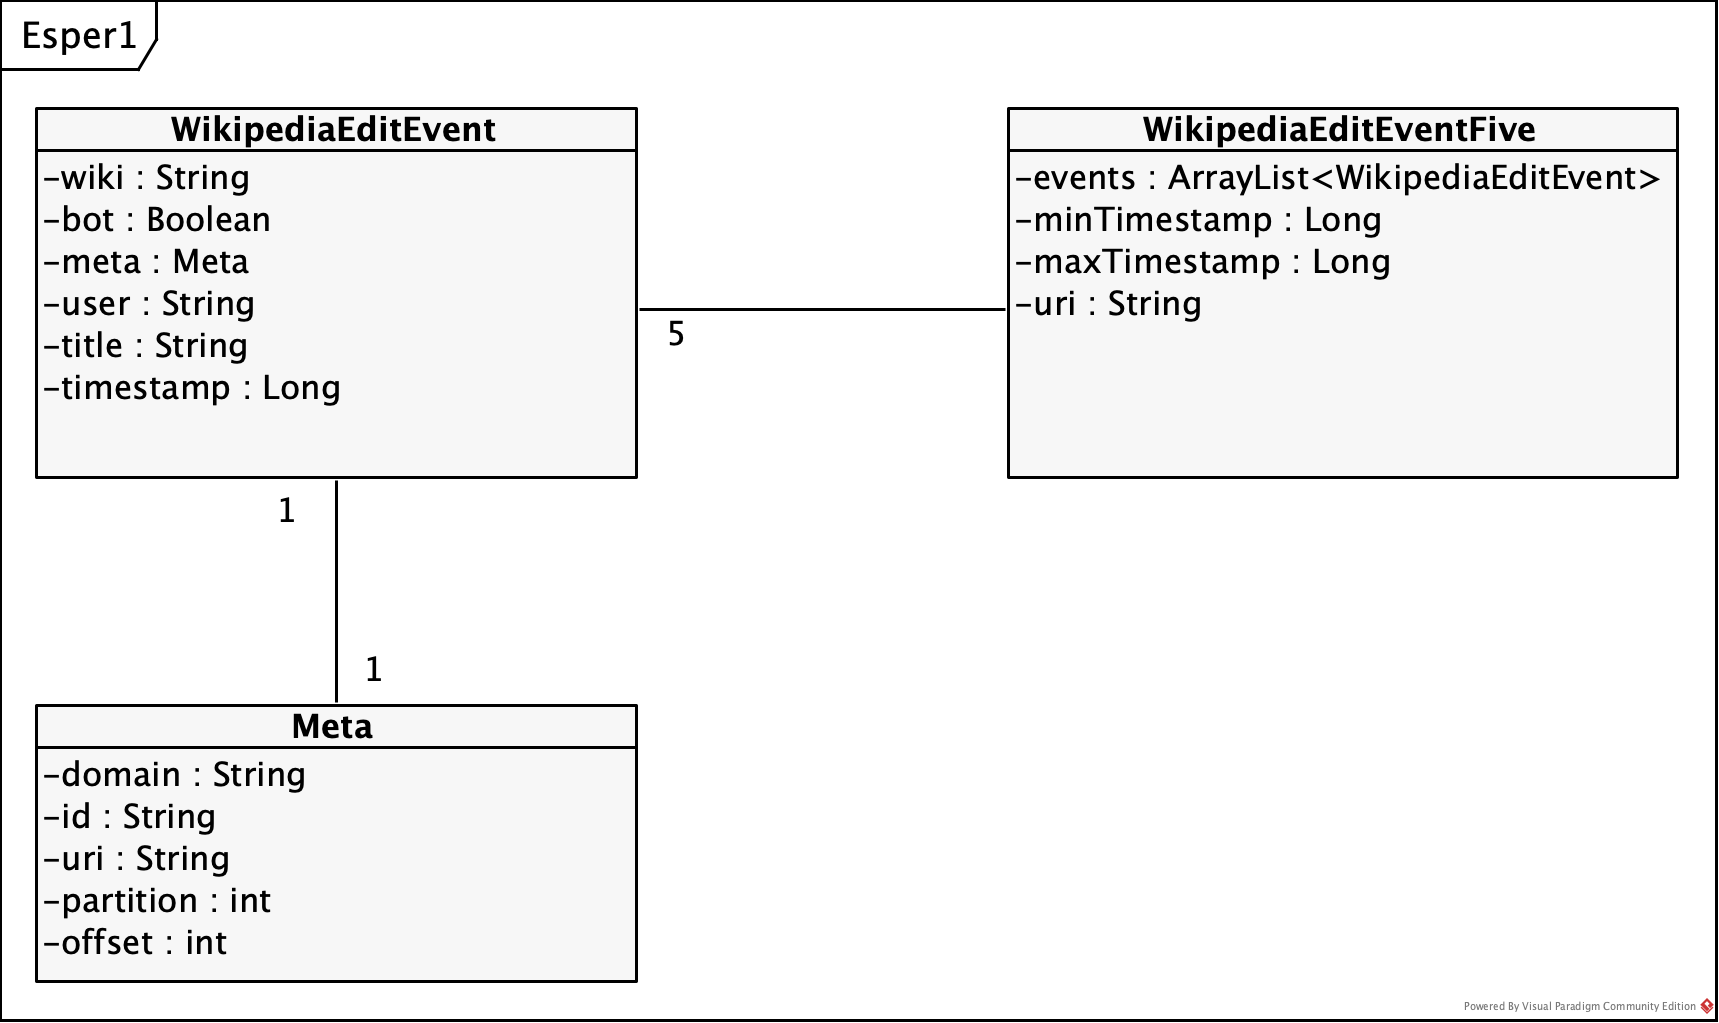 Esper1
WikipediaEditEvent
-wiki : String
-bot : Boolean
-meta : Meta
-user : String
-title : String
-timestamp : Long
WikipediaEditEventFive
-events : ArrayList<WikipediaEditEvent>
-minTimestamp : Long
-maxTimestamp : Long
-uri : String
5
1
1
Meta
-domain : String
-id : String
-uri : String
-partition : int
-offset : int
Powered By Visual Paradigm Community Edition